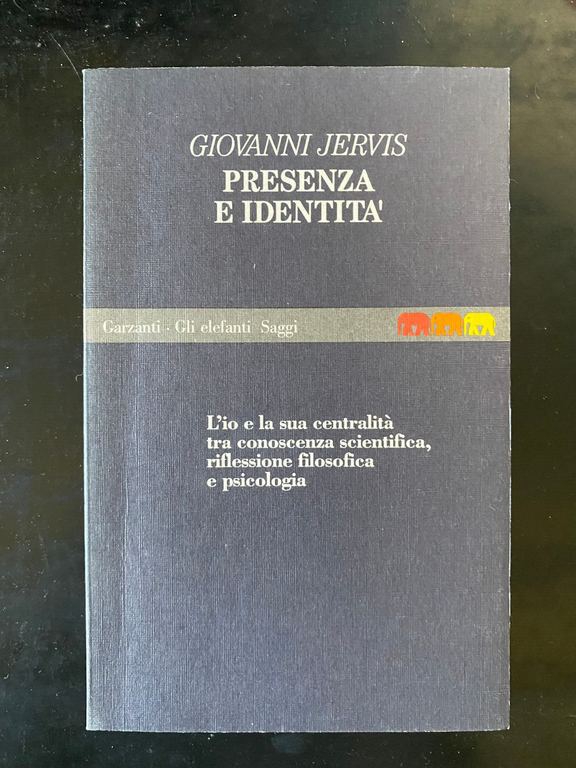 GIOVANNI JERVIS
PRESENZA
E IDENTITA'
Garzanti · Gli elefanti Saggi
L'io e la sua centralità
tra conoscenza scientifica,
riflessione filosofica
e psicologia